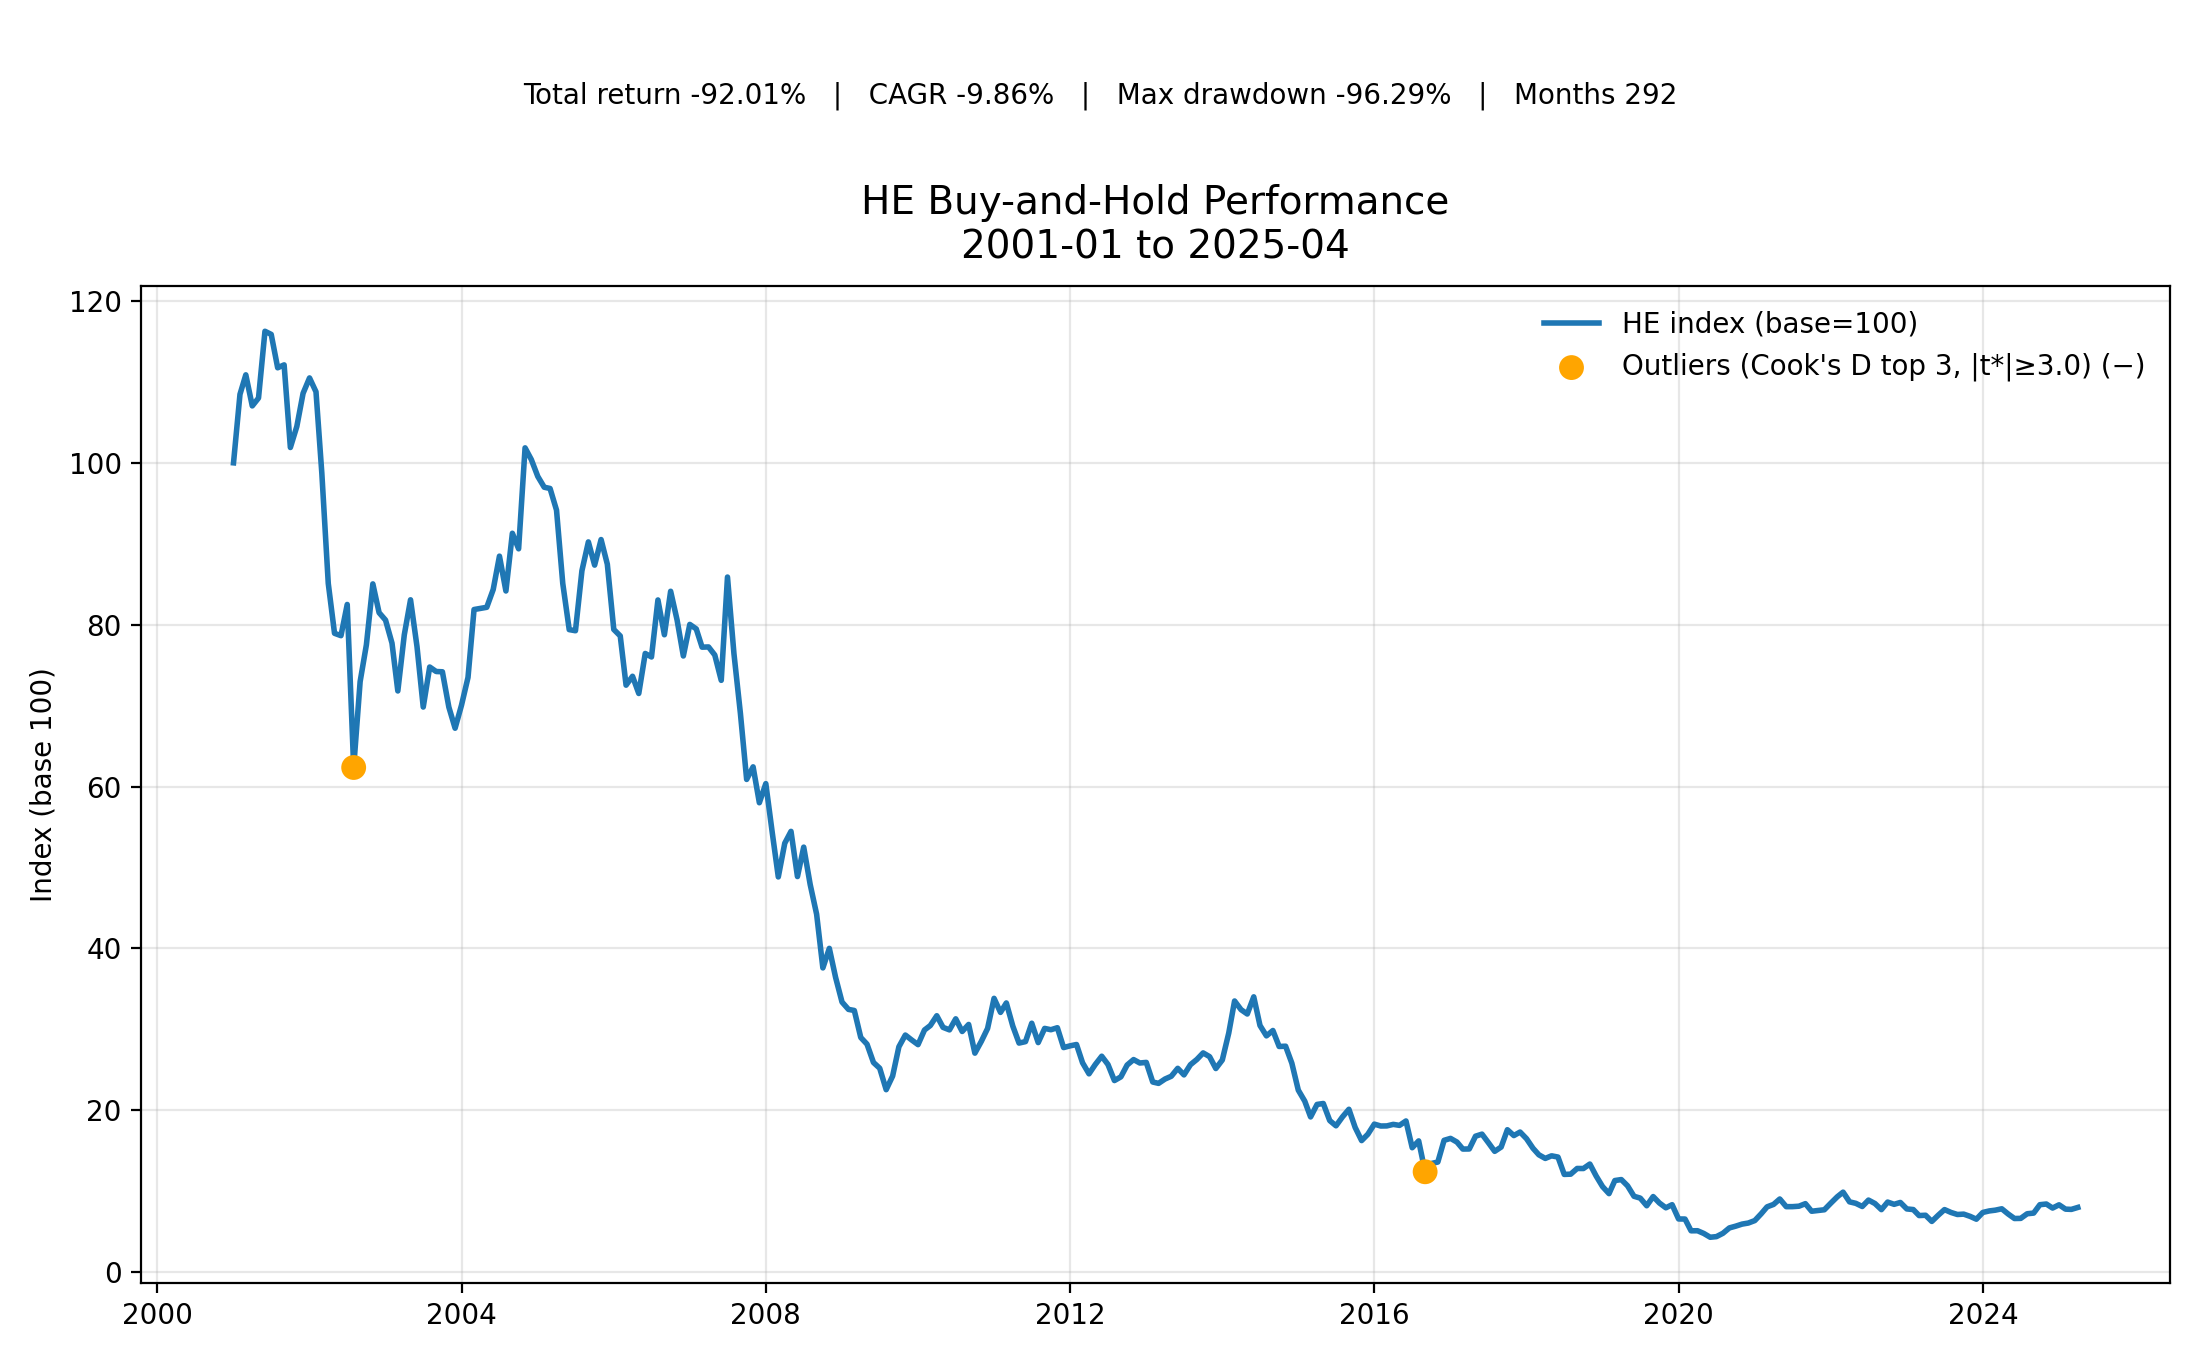 Total return -92.01%   |   CAGR -9.86%   |   Max drawdown -96.29%   |   Months 292
HE Buy-and-Hold Performance
2001-01 to 2025-04
HE index (base=100)
Outliers (Cook's D top 3, |t*|≥3.0) (−)
Index (base 100)
120
100
80
60
40
20
0
2000
2004
2008
2012
2016
2020
2024